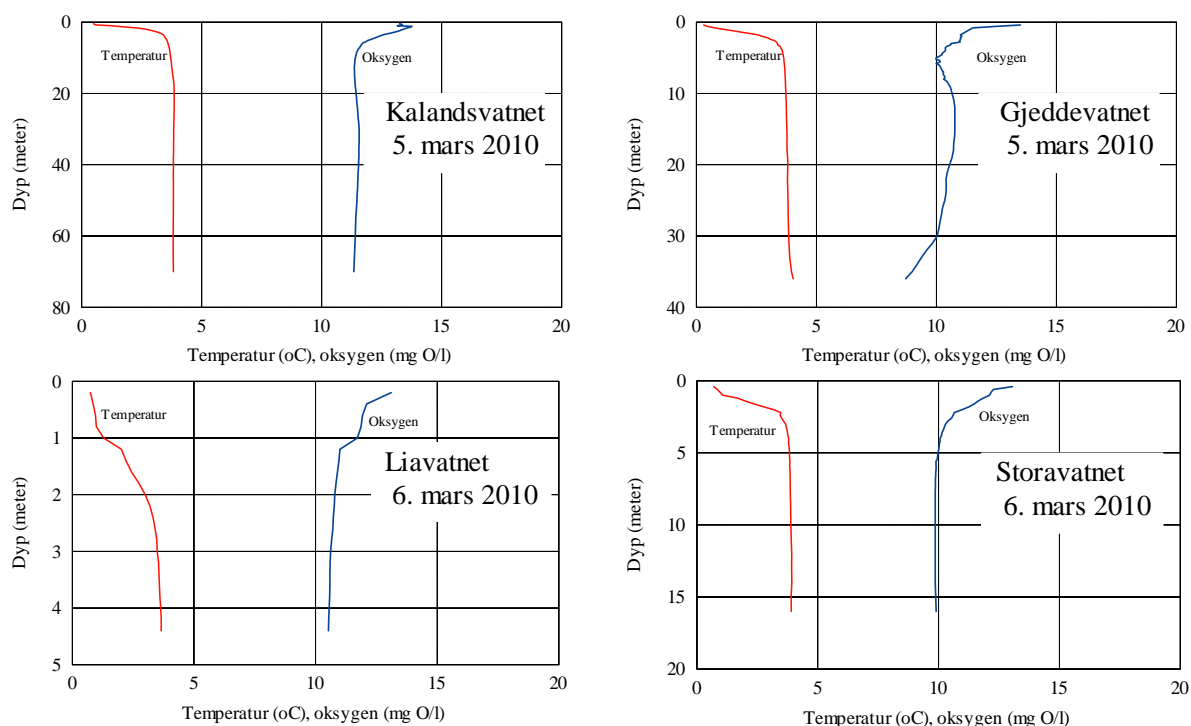 0
20
40
60
80
0
5
10
15
20
Dyp (meter)
Temperatur (oC), oksygen (mg O/l)
Temperatur
Oksygen
Kalandsvatnet
5. mars 2010
0
10
20
30
40
0
5
10
15
20
Dyp (meter)
Temperatur (oC), oksygen (mg O/l)
Temperatur
Oksygen
Gjeddevatnet
5. mars 2010
0
1
2
3
4
5
0
5
10
15
20
Dyp (meter)
Temperatur (oC), oksygen (mg O/l)
Temperatur
Oksygen
Liavatnet
6. mars 2010
0
5
10
15
20
0
5
10
15
20
Dyp (meter)
Temperatur (oC), oksygen (mg O/l)
Temperatur
Oksygen
Storavatnet
6. mars 2010